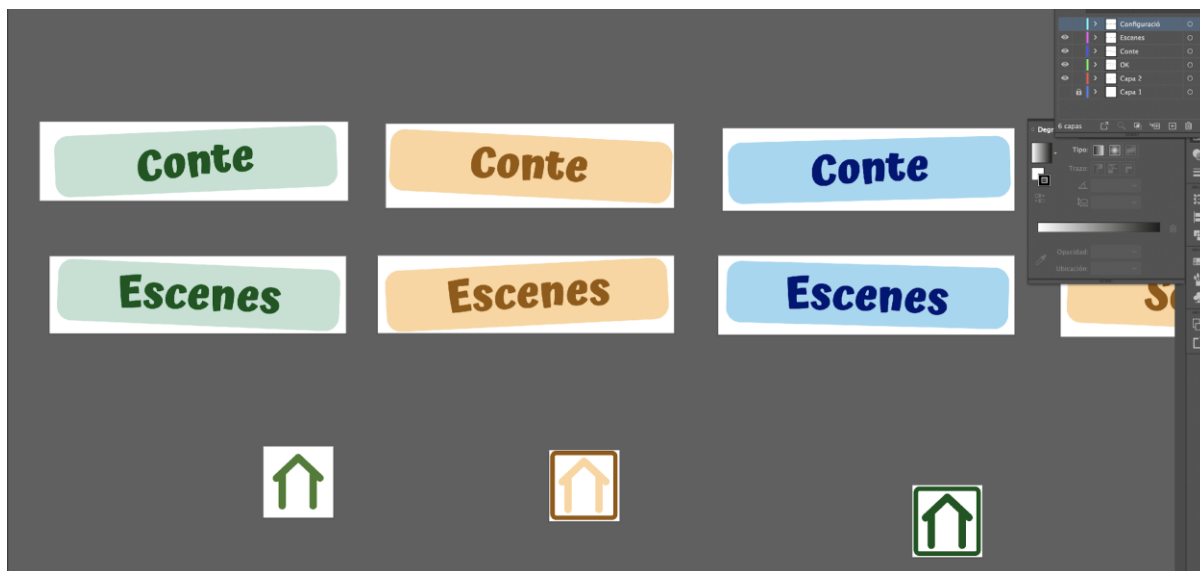 Configuració
Escenes
Conte
OK
Capa 2
Capa 1
6 capas
Degr
Tipo:
Trazo:
Opacidad:
Ubicación:
Conte
Conte
Conte
Escenes
Escenes
Escenes